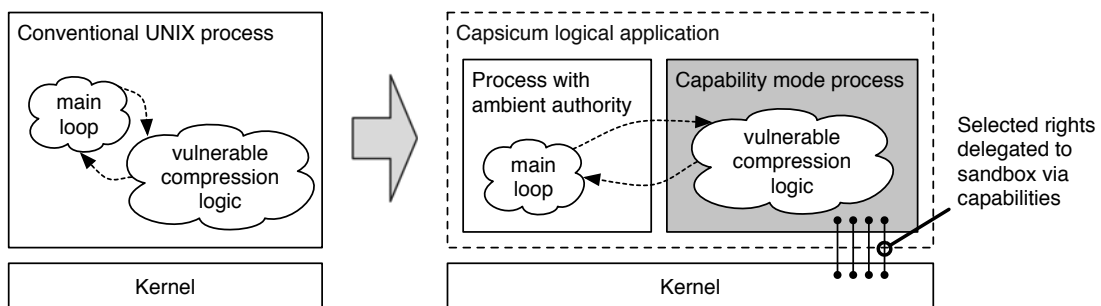 Conventional UNIX process
main
loop
vulnerable
compression
logic
Kernel
Capsicum logical application
Process with
ambient authority
main
loop
Capability mode process
vulnerable
compression
logic
Kernel
Selected rights
delegated to
sandbox via
capabilities